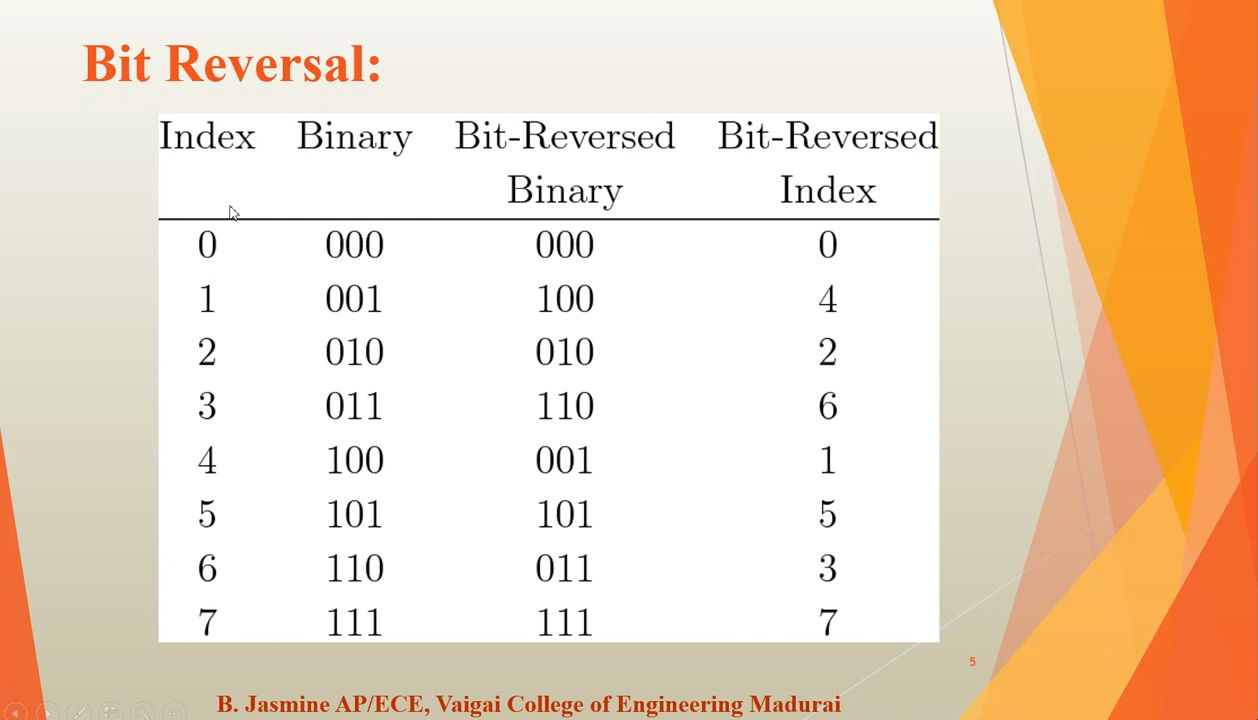 Bit Reversal:
Index Binary Bit-Reversed Bit-Reversed
Binary Index
0 000 000 0
1 001 100 4
2 010 010 2
3 011 110 6
4 100 001 1
5 101 101 5
6 110 011 3
7 111 111 7
5
B. Jasmine AP/ECE, Vaigai College of Engineering Madurai